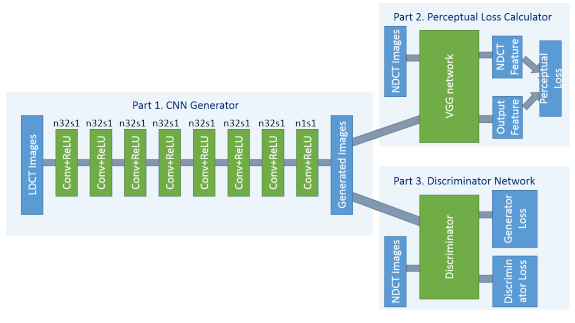 Part 1. CNN Generator
LDCT Images
n32s1
n32s1
n32s1
n32s1
n32s1
n32s1
n32s1
n1s1
Conv+ReLU
Conv+ReLU
Conv+ReLU
Conv+ReLU
Conv+ReLU
Conv+ReLU
Conv+ReLU
Conv+ReLU
Generated Images
Part 2. Perceptual Loss Calculator
NDCT Images
VGG network
NDCT
Feature
Output
Feature
Perceptual
Loss
Part 3. Discriminator Network
NDCT Images
Discriminator
Generator
Loss
Discrimin
ator Loss